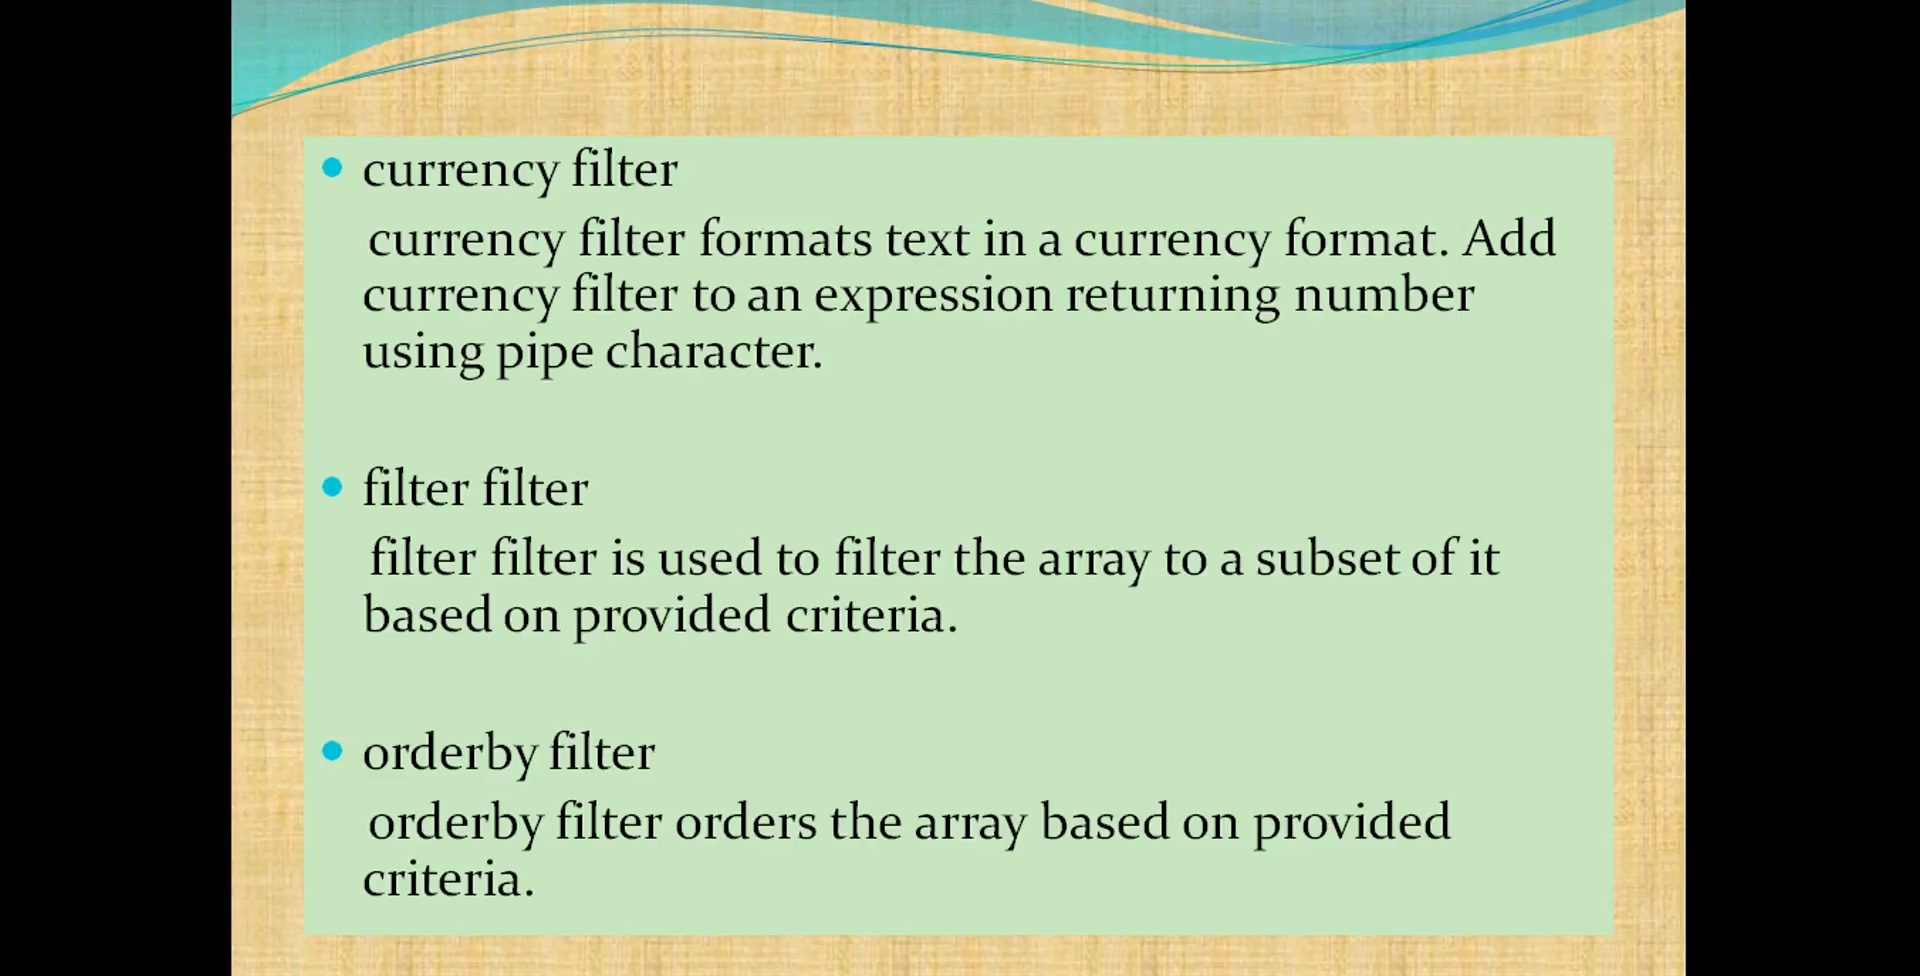 • currency filter
currency filter formats text in a currency format. Add
currency filter to an expression returning number
using pipe character.
• filter filter
filter filter is used to filter the array to a subset of it
based on provided criteria.
• orderby filter
orderby filter orders the array based on provided
criteria.